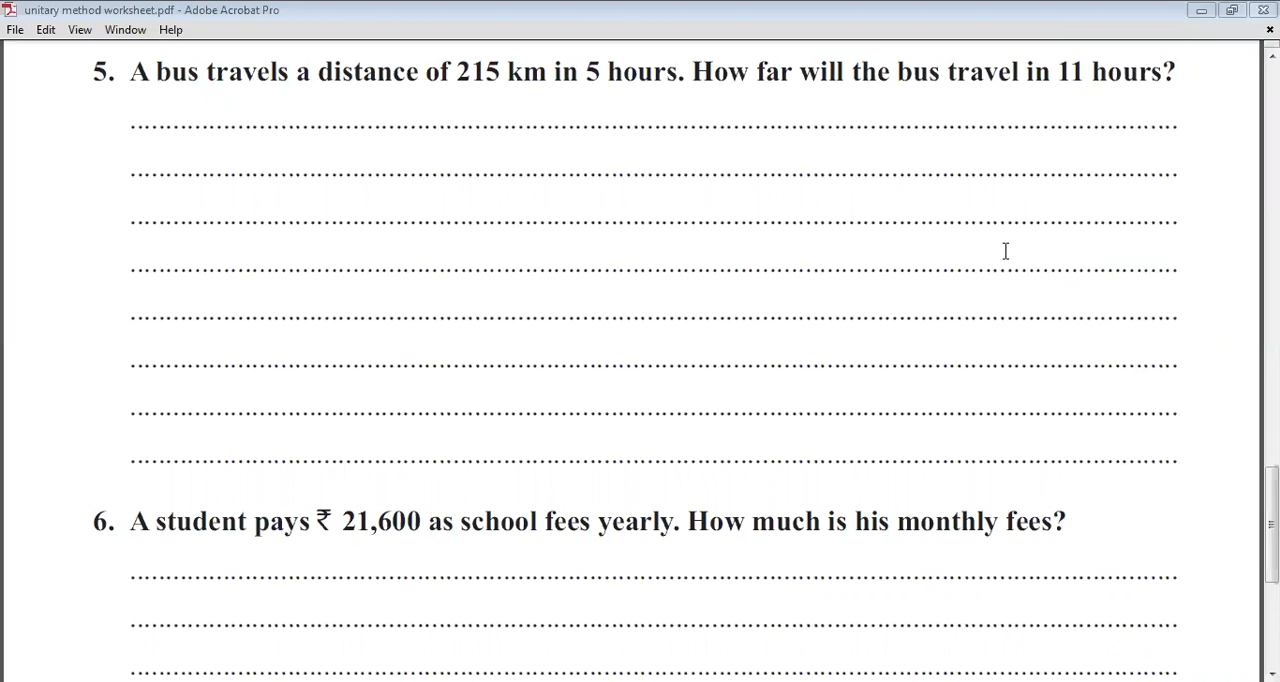 unitary method worksheet.pdf - Adobe Acrobat Pro
File Edit View Window Help
5. A bus travels a distance of 215 km in 5 hours. How far will the bus travel in 11 hours?
6. A student pays ₹ 21,600 as school fees yearly. How much is his monthly fees?